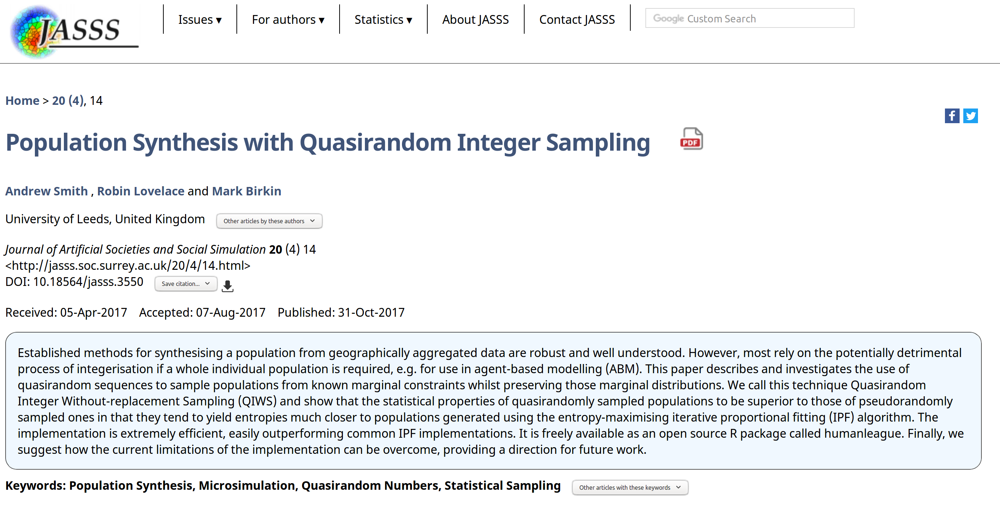 JASSS
Issues ▾
For authors ▾
Statistics ▾
About JASSS
Contact JASSS
Google Custom Search
Home > 20 (4), 14
Population Synthesis with Quasirandom Integer Sampling
PDF
Andrew Smith , Robin Lovelace and Mark Birkin
University of Leeds, United Kingdom
Other articles by these authors
Journal of Artificial Societies and Social Simulation 20 (4) 14
<http://jasss.soc.surrey.ac.uk/20/4/14.html>
DOI: 10.18564/jasss.3550
Save citation...
Received: 05-Apr-2017 Accepted: 07-Aug-2017 Published: 31-Oct-2017
Established methods for synthesising a population from geographically aggregated data are robust and well understood. However, most rely on the potentially detrimental
process of integerisation if a whole individual population is required, e.g. for use in agent-based modelling (ABM). This paper describes and investigates the use of
quasirandom sequences to sample populations from known marginal constraints whilst preserving those marginal distributions. We call this technique Quasirandom
Integer Without-replacement Sampling (QIWS) and show that the statistical properties of quasirandomly sampled populations to be superior to those of pseudorandomly
sampled ones in that they tend to yield entropies much closer to populations generated using the entropy-maximising iterative proportional fitting (IPF) algorithm. The
implementation is extremely efficient, easily outperforming common IPF implementations. It is freely available as an open source R package called humanleague. Finally, we
suggest how the current limitations of the implementation can be overcome, providing a direction for future work.
Keywords: Population Synthesis, Microsimulation, Quasirandom Numbers, Statistical Sampling
Other articles with these keywords